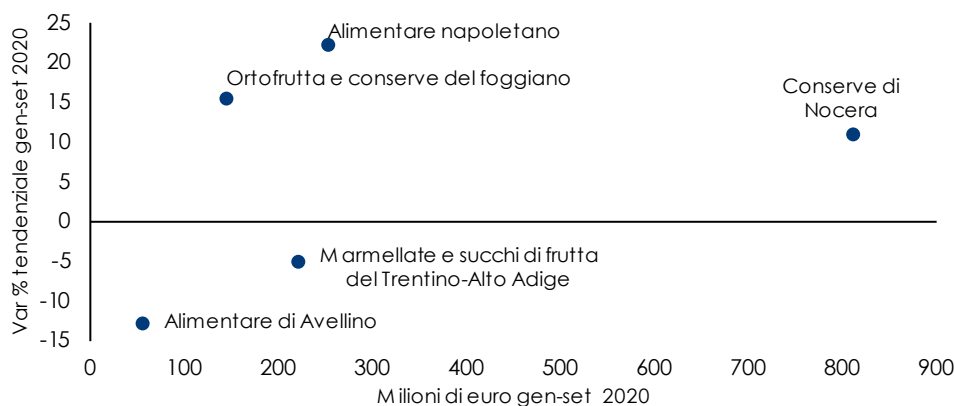 Var % tendenziale gen-set 2020
25
20
15
10
5
0
-5
-10
-15
Alimentare napoletano
Ortofrutta e conserve del foggiano
Conserve di
Nocera
Marmellate e succhi di frutta
del Trentino-Alto Adige
Alimentare di Avellino
0 100 200 300 400 500 600 700 800 900
Milioni di euro gen-set 2020